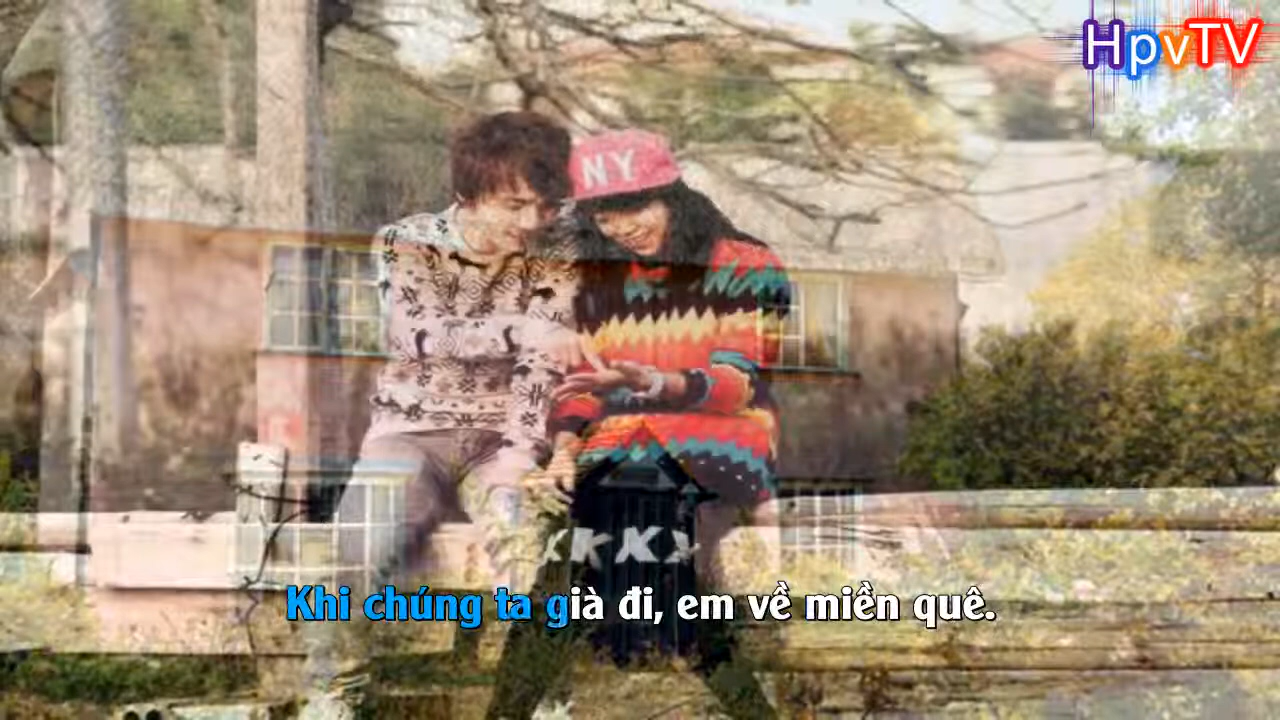 HpvTV
NY
Khi chúng ta già đi, em về miền quê.